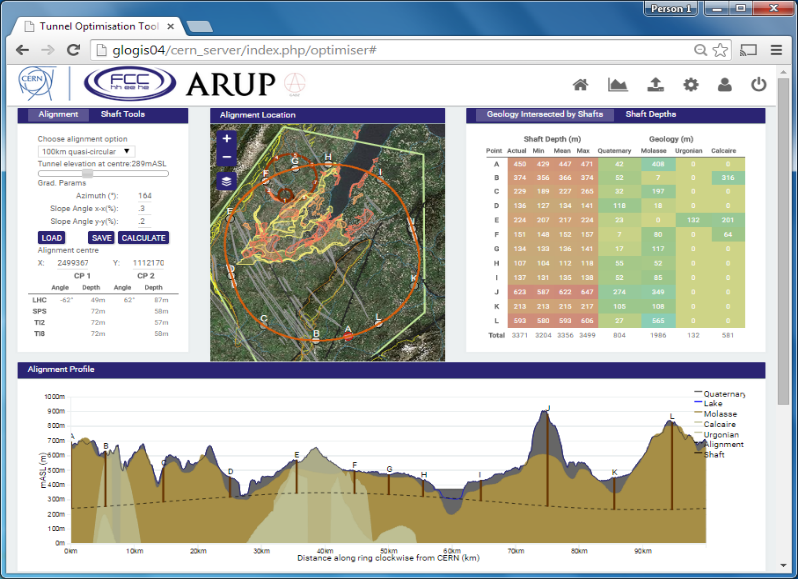 Person 1
Tunnel Optimisation Tool
glogis04/cern_server/index.php/optimiser#
CERN
FCC
hh ee he
ARUP
Alignment Shaft Tools
Choose alignment option
100km quasi-circular
Tunnel elevation at centre:289mASL
Grad. Params
Azimuth (°): 164
Slope Angle x-x(%): .3
Slope Angle y-y(%): .2
LOAD SAVE CALCULATE
Alignment centre
X: 2499367 Y: 1112170
CP 1 CP 2
Angle Depth Angle Depth
LHC -62° 49m 62° 87m
SPS 72m 58m
TI2 72m 57m
TI8 72m 58m
Alignment Location
+
−
H
G
F
I
E
D
K
C
B
A
L
Geology Intersected by Shafts Shaft Depths
Shaft Depth (m) Geology (m)
Point Actual Min Mean Max Quaternary Molasse Urgonian Calcaire
A 450 429 447 471 42 408 0 0
B 374 356 366 374 52 7 0 316
C 229 189 227 265 32 197 0 0
D 136 127 134 141 118 18 0 0
E 224 207 217 224 23 0 132 201
F 151 148 152 157 7 80 0 64
G 134 133 136 141 17 117 0 0
H 107 104 112 118 55 52 0 0
I 137 131 135 138 52 85 0 0
J 623 587 622 647 274 349 0 0
K 213 213 215 217 105 108 0 0
L 593 580 593 606 27 565 0 0
Total 3371 3204 3356 3499 804 1986 132 581
Alignment Profile
mASL (m)
1000m
900m
800m
700m
600m
500m
400m
300m
200m
100m
0m
A
B
C
D
E
F
G
H
I
J
K
L
Quaternary
Lake
Molasse
Calcaire
Urgonian
Alignment
Shaft
0km 10km 20km 30km 40km 50km 60km 70km 80km 90km
Distance along ring clockwise from CERN (km)